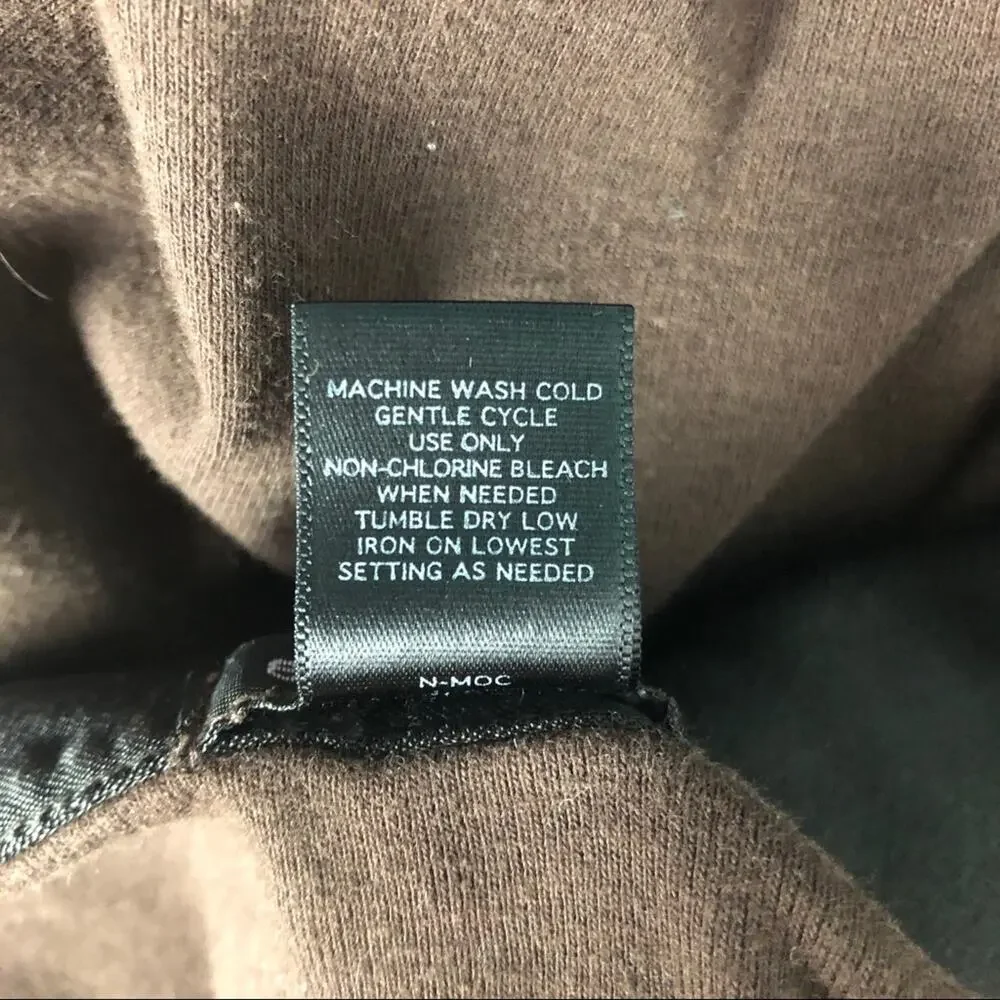 MACHINE WASH COLD
GENTLE CYCLE
USE ONLY
NON-CHLORINE BLEACH
WHEN NEEDED
TUMBLE DRY LOW
IRON ON LOWEST
SETTING AS NEEDED
N-MOC